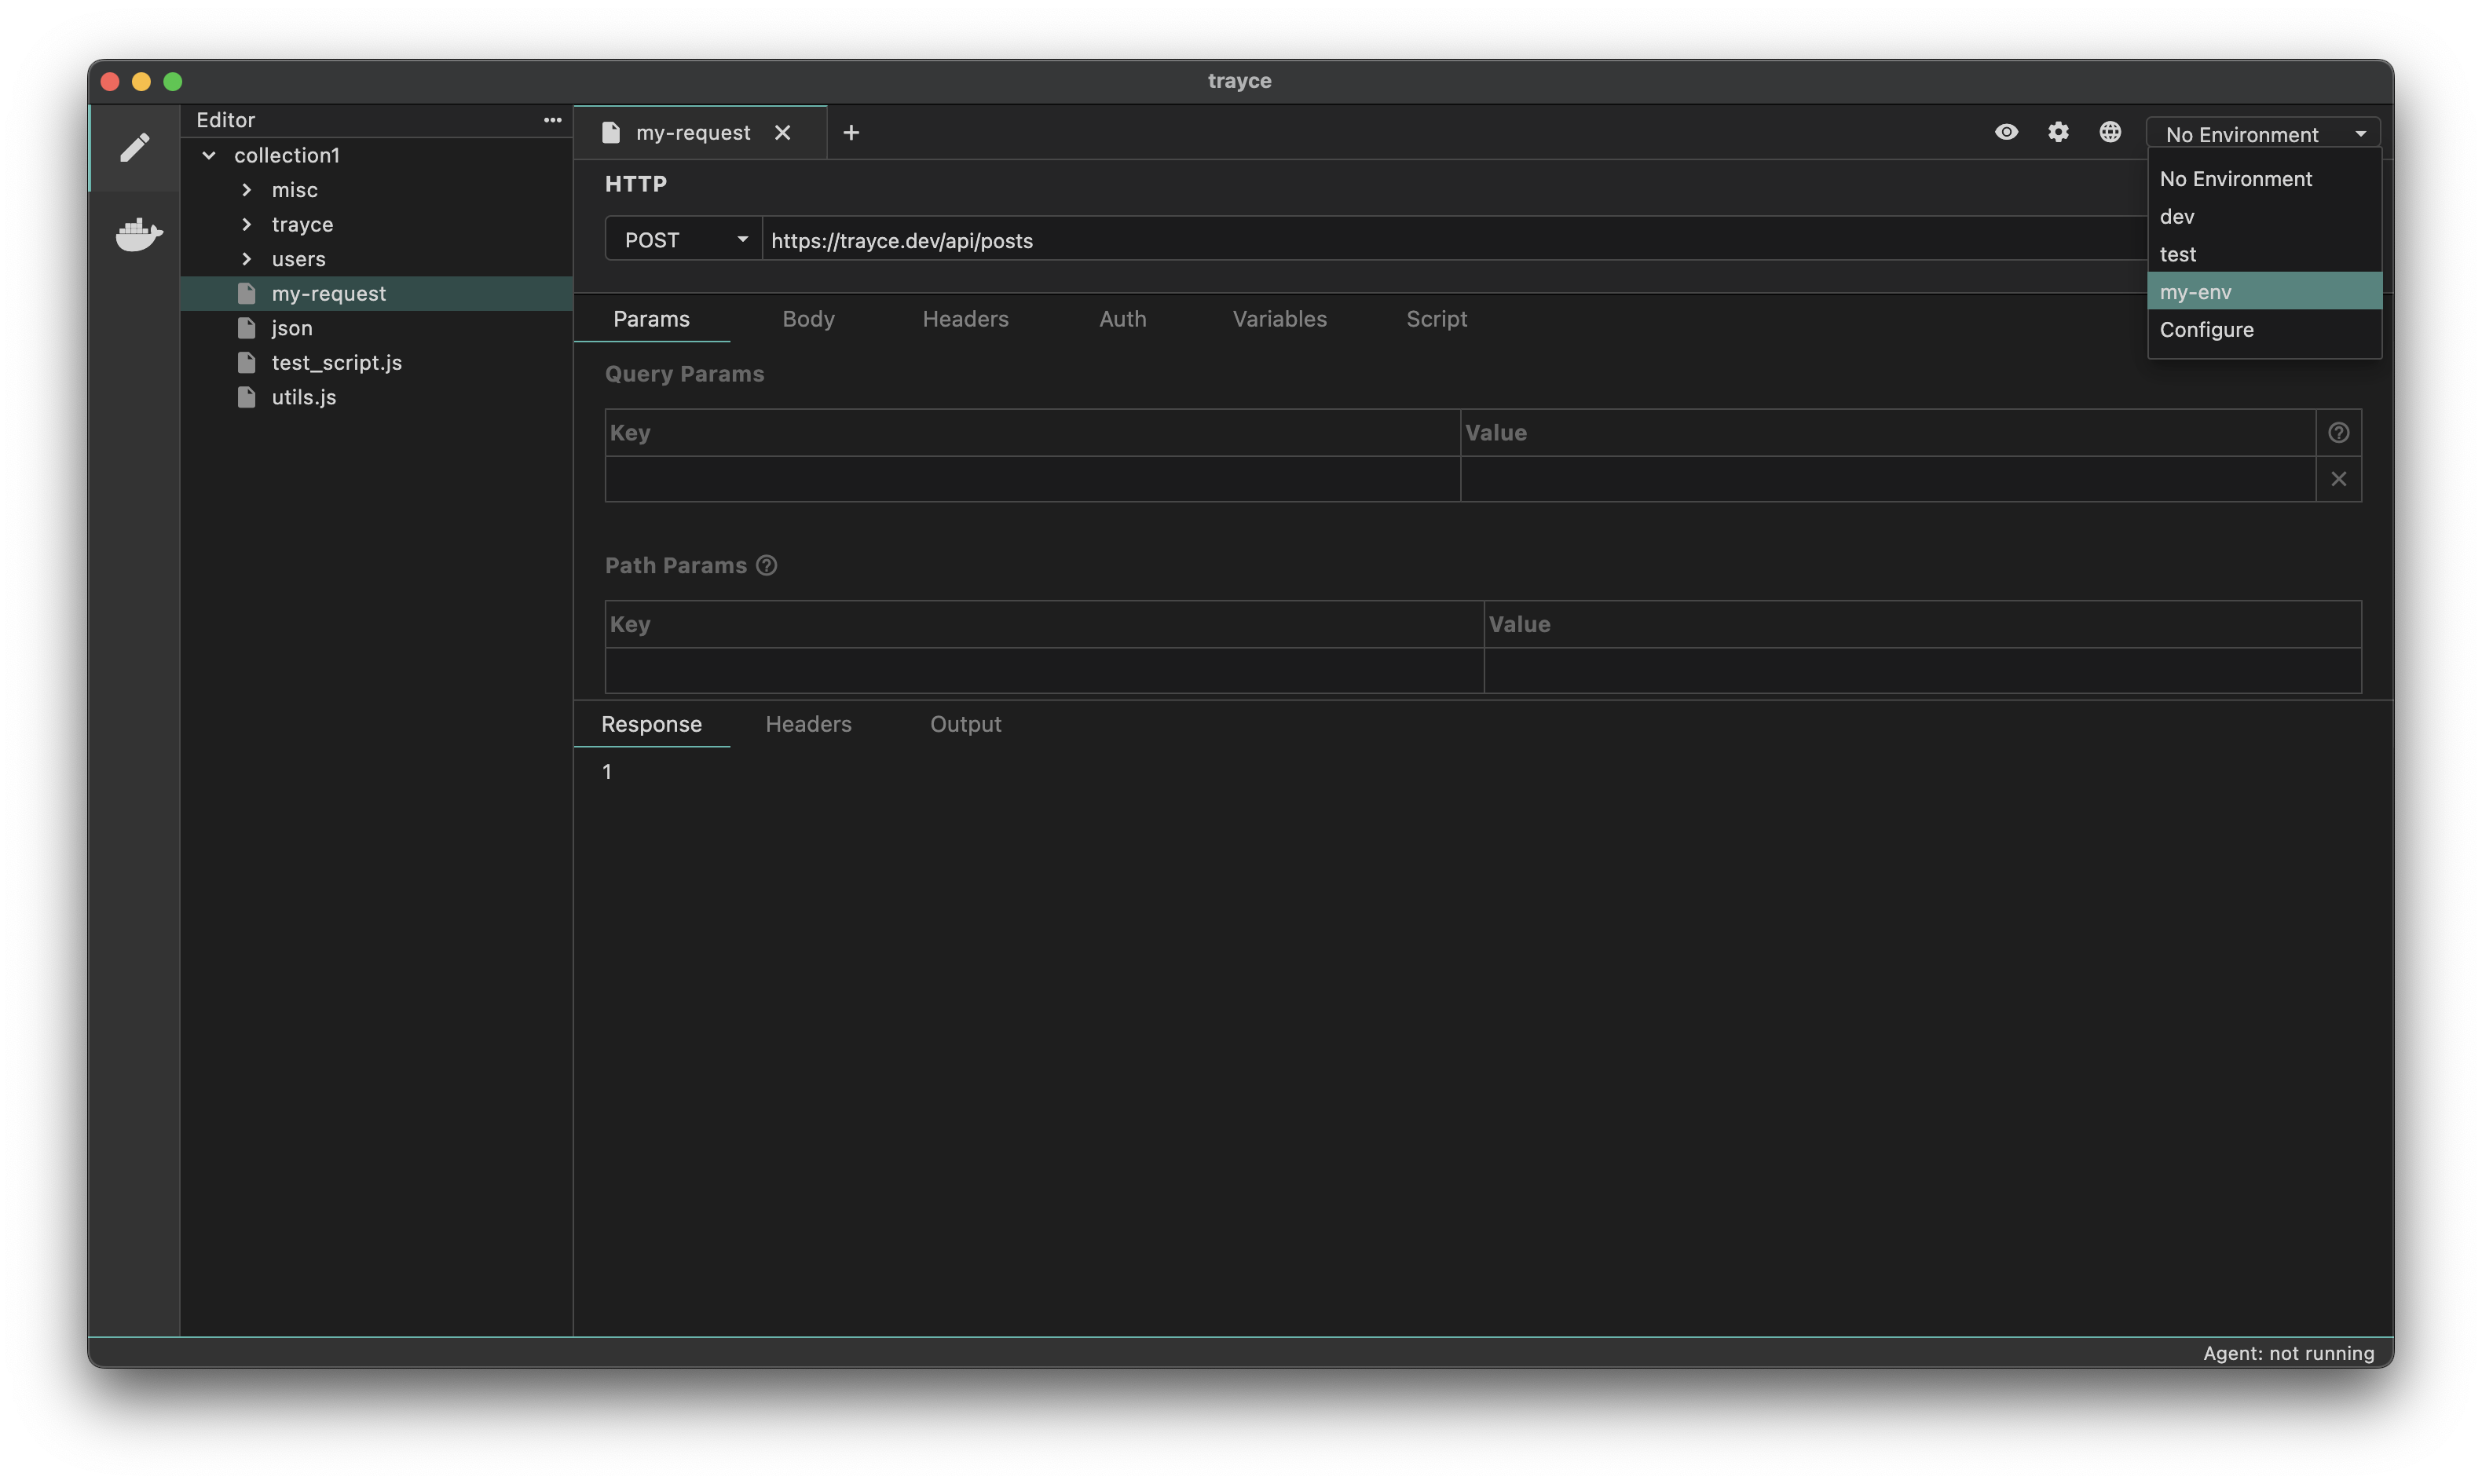 trayce
Editor
collection1
misc
trayce
users
my-request
json
test_script.js
utils.js
my-request
No Environment
No Environment
dev
test
my-env
Configure
HTTP
POST https://trayce.dev/api/posts
Params Body Headers Auth Variables Script
Query Params
Key Value
Path Params
Key Value
Response Headers Output
1
Agent: not running